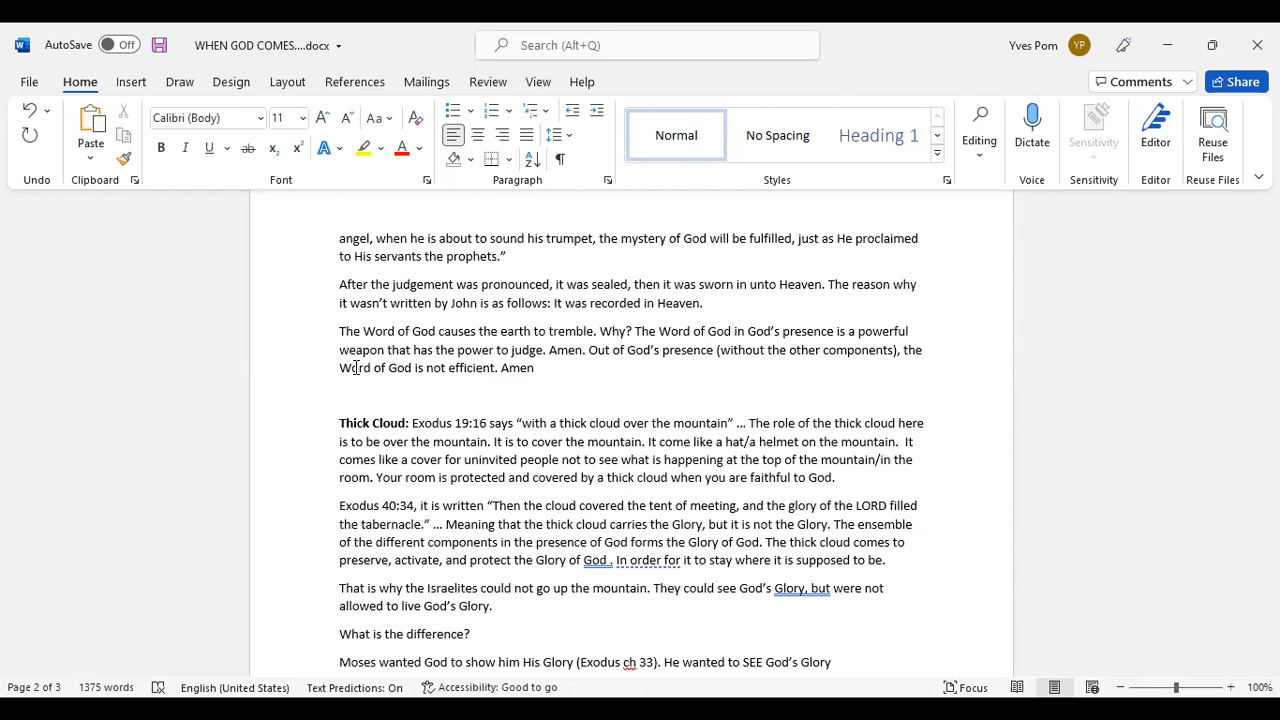 AutoSave Off WHEN GOD COMES....docx Search (Alt+Q) Yves Pom YP
File Home Insert Draw Design Layout References Mailings Review View Help Comments Share
Calibri (Body) 11 Aa
Paste Normal No Spacing Heading 1 Editing Dictate Sensitivity Editor Reuse Files
Undo Clipboard Font Paragraph Styles Voice Sensitivity Editor Reuse Files
angel, when he is about to sound his trumpet, the mystery of God will be fulfilled, just as He proclaimed
to His servants the prophets.”
After the judgement was pronounced, it was sealed, then it was sworn in unto Heaven. The reason why
it wasn’t written by John is as follows: It was recorded in Heaven.
The Word of God causes the earth to tremble. Why? The Word of God in God’s presence is a powerful
weapon that has the power to judge. Amen. Out of God’s presence (without the other components), the
Word of God is not efficient. Amen
Thick Cloud: Exodus 19:16 says “with a thick cloud over the mountain” … The role of the thick cloud here
is to be over the mountain. It is to cover the mountain. It come like a hat/a helmet on the mountain. It
comes like a cover for uninvited people not to see what is happening at the top of the mountain/in the
room. Your room is protected and covered by a thick cloud when you are faithful to God.
Exodus 40:34, it is written “Then the cloud covered the tent of meeting, and the glory of the LORD filled
the tabernacle.” … Meaning that the thick cloud carries the Glory, but it is not the Glory. The ensemble
of the different components in the presence of God forms the Glory of God. The thick cloud comes to
preserve, activate, and protect the Glory of God . In order for it to stay where it is supposed to be.
That is why the Israelites could not go up the mountain. They could see God’s Glory, but were not
allowed to live God’s Glory.
What is the difference?
Moses wanted God to show him His Glory (Exodus ch 33). He wanted to SEE God’s Glory
Page 2 of 3 1375 words English (United States) Text Predictions: On Accessibility: Good to go Focus 100%